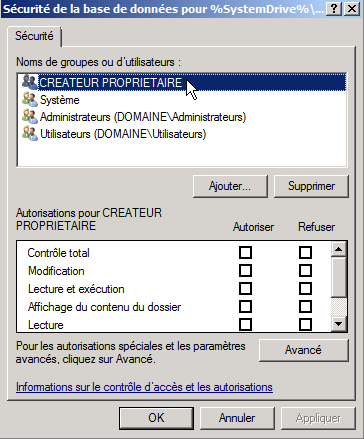 Sécurité de la base de données pour %SystemDrive%\...
Sécurité
Noms de groupes ou d'utilisateurs :
CREATEUR PROPRIETAIRE
Système
Administrateurs (DOMAINE\Administrateurs)
Utilisateurs (DOMAINE\Utilisateurs)
Ajouter... Supprimer
Autorisations pour CREATEUR
PROPRIETAIRE Autoriser Refuser
Contrôle total
Modification
Lecture et exécution
Affichage du contenu du dossier
Lecture
Pour les autorisations spéciales et les paramètres
avancés, cliquez sur Avancé. Avancé
Informations sur le contrôle d'accès et les autorisations
OK Annuler Appliquer